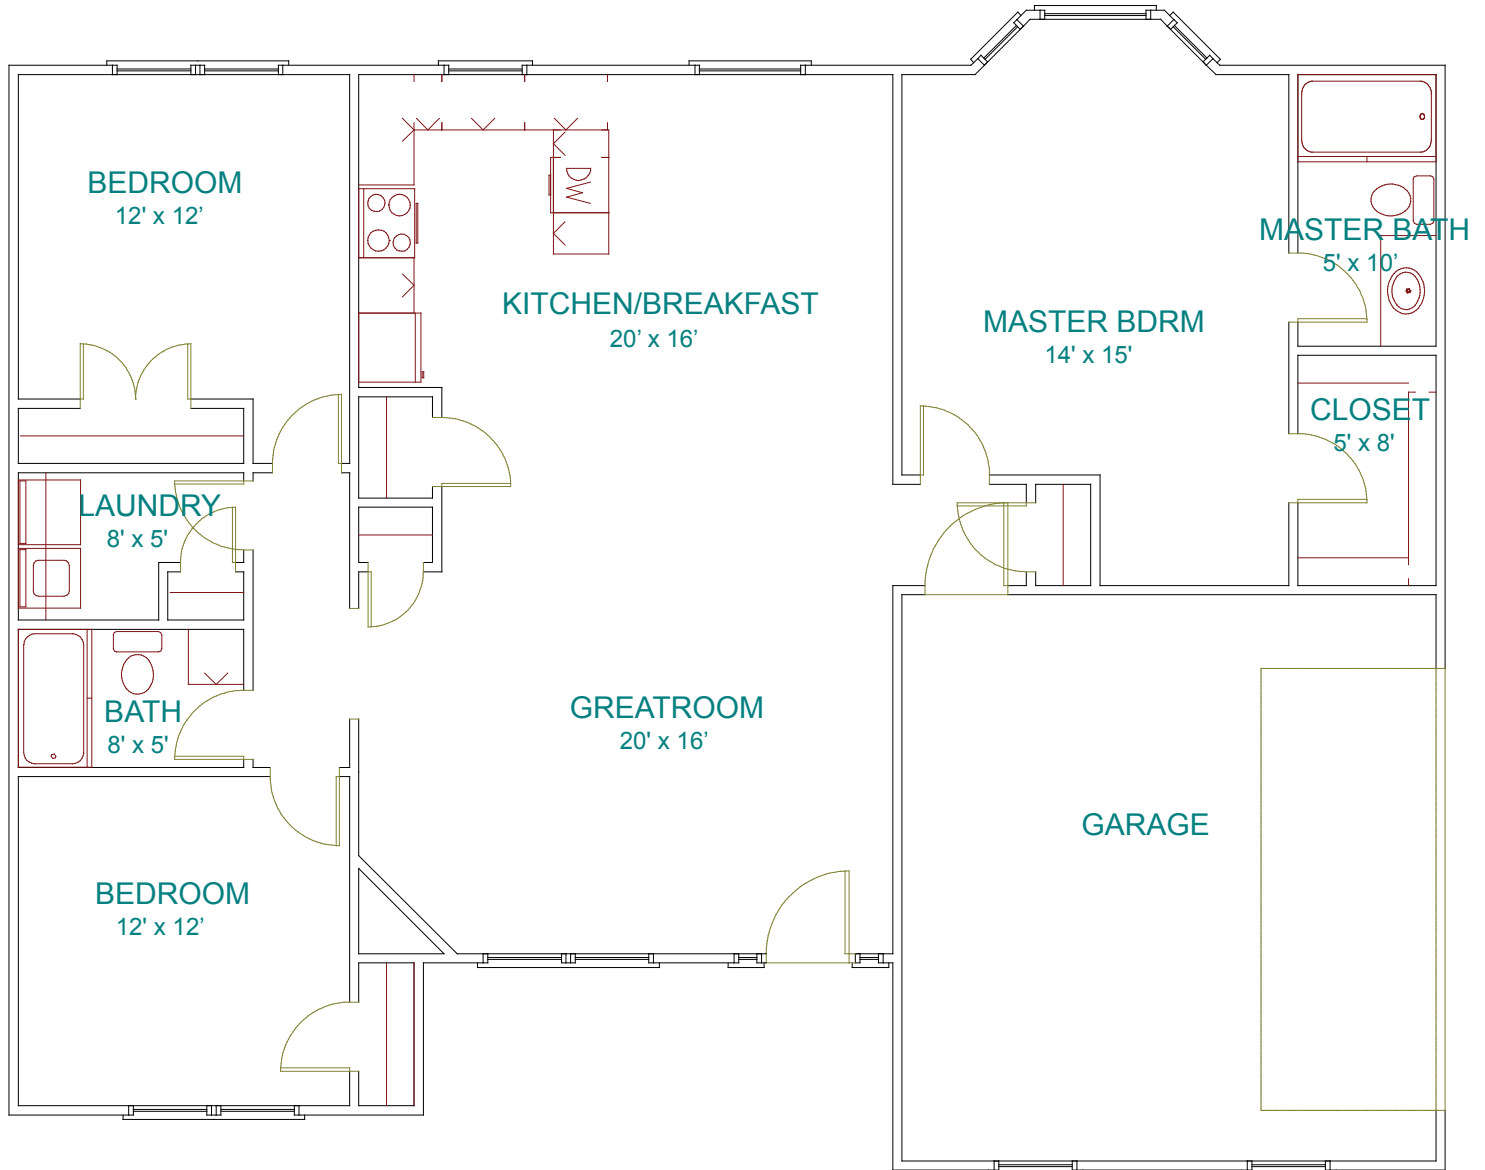 BEDROOM
12' x 12’
KITCHEN/BREAKFAST
20’ x 16’
MASTER BDRM
14' x 15'
MASTER BATH
5' x 10’
CLOSET
5' x 8'
LAUNDRY
8' x 5'
DW
BATH
8' x 5'
GREATROOM
20' x 16’
GARAGE
BEDROOM
12' x 12’